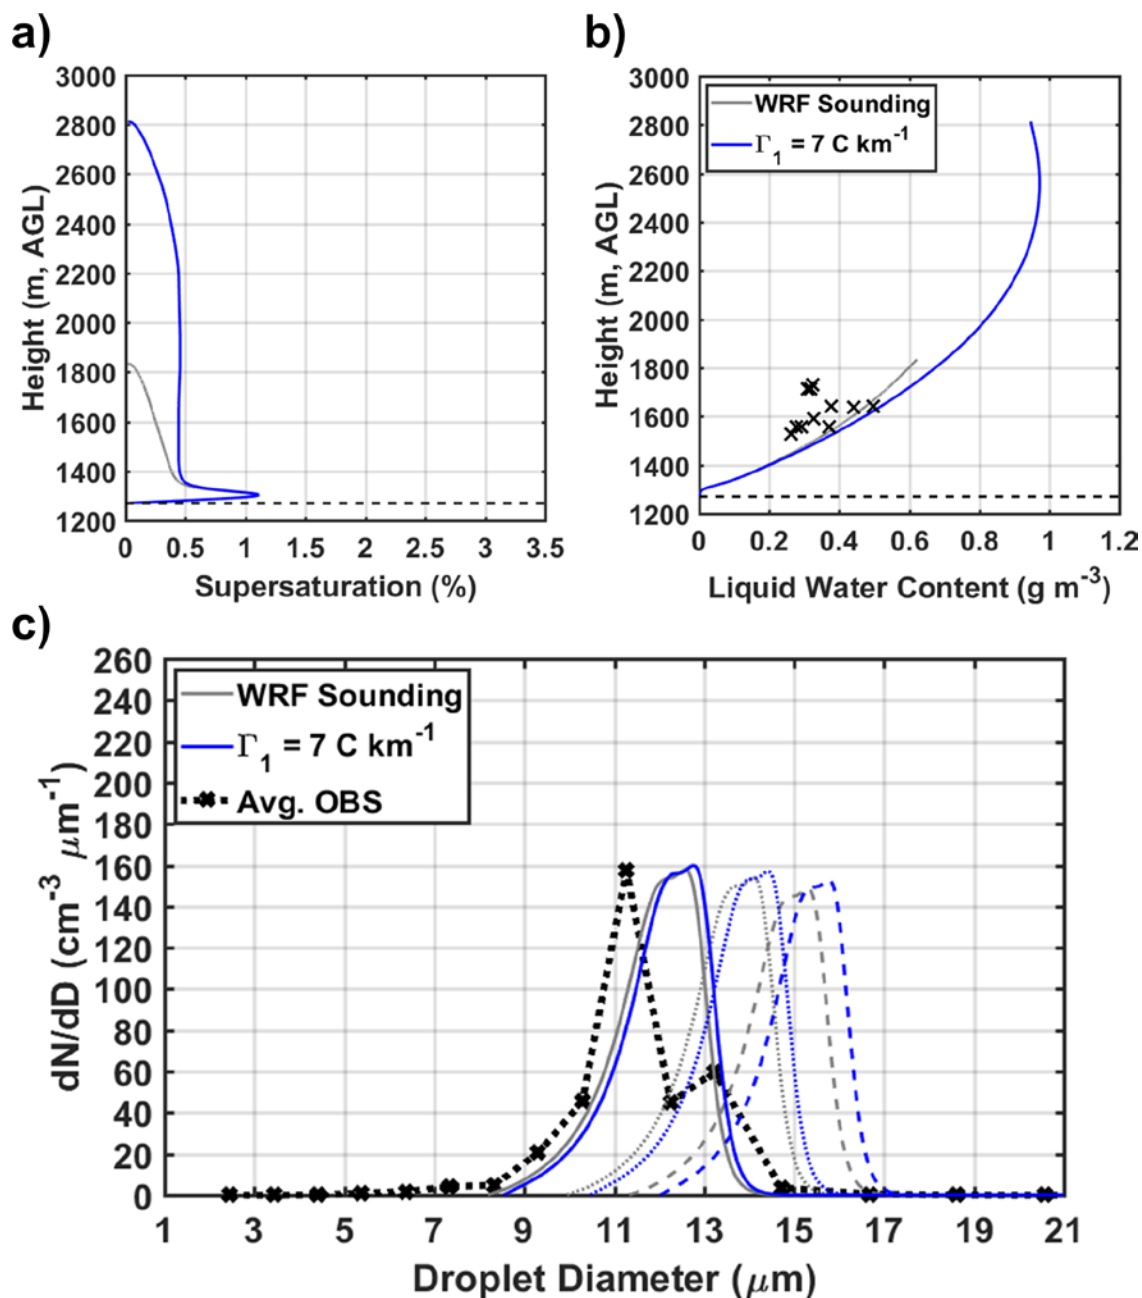 a)
3000
2800
2600
2400
2200
2000
1800
1600
1400
1200
Height (m, AGL)
0 0.5 1 1.5 2 2.5 3 3.5
Supersaturation (%)
b)
3000
2800
2600
2400
2200
2000
1800
1600
1400
1200
Height (m, AGL)
WRF Sounding
Γ₁ = 7 C km⁻¹
0 0.2 0.4 0.6 0.8 1 1.2
Liquid Water Content (g m⁻³)
c)
260
240
220
200
180
160
140
120
100
80
60
40
20
0
dN/dD (cm⁻³ μm⁻¹)
WRF Sounding
Γ₁ = 7 C km⁻¹
Avg. OBS
1 3 5 7 9 11 13 15 17 19 21
Droplet Diameter (μm)